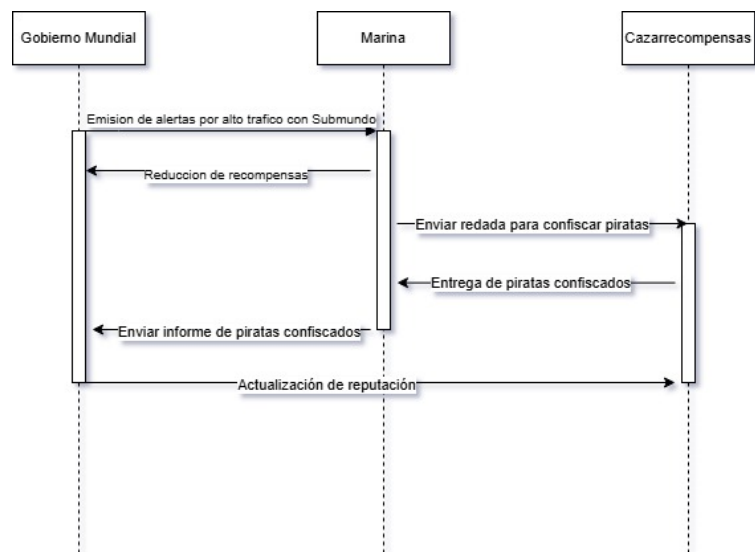 Gobierno Mundial
Marina
Cazarrecompensas
Emision de alertas por alto trafico con Submundo
Reduccion de recompensas
Enviar redada para confiscar piratas
Entrega de piratas confiscados
Enviar informe de piratas confiscados
Actualización de reputación